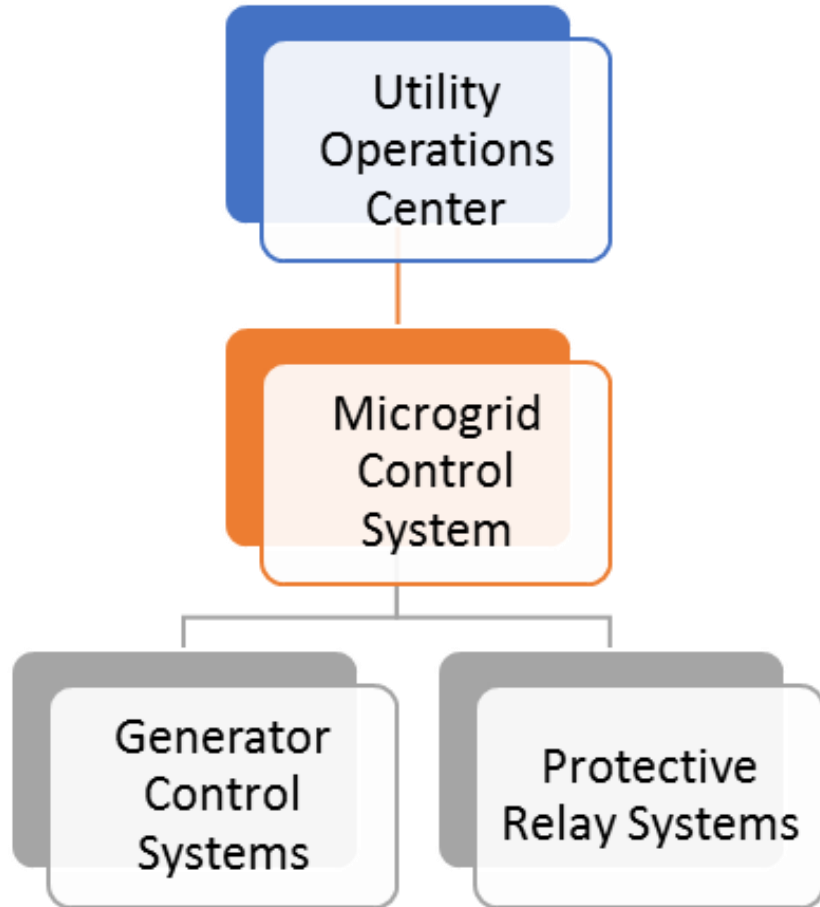 Utility
Operations
Center
Microgrid
Control
System
Generator
Control
Systems
Protective
Relay Systems